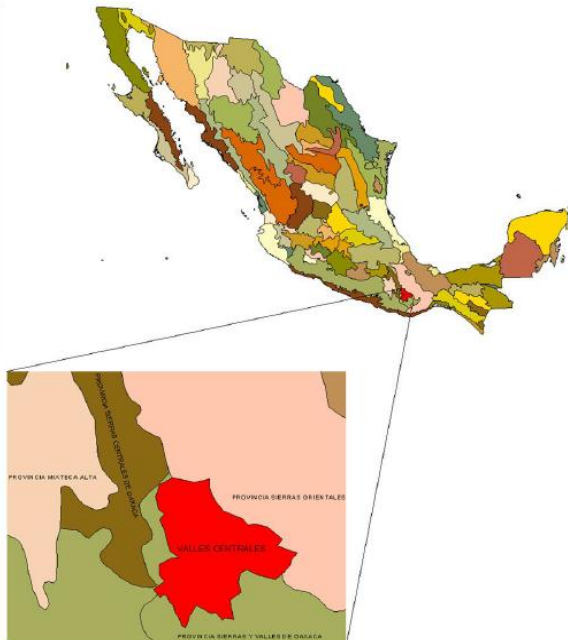 PROVINCIA SIERRAS CENTRALES DE OAXACA
PROVINCIA MIXTECA ALTA
PROVINCIA SIERRAS ORIENTALES
VALLES CENTRALES
PROVINCIA SIERRAS Y VALLES DE OAXACA